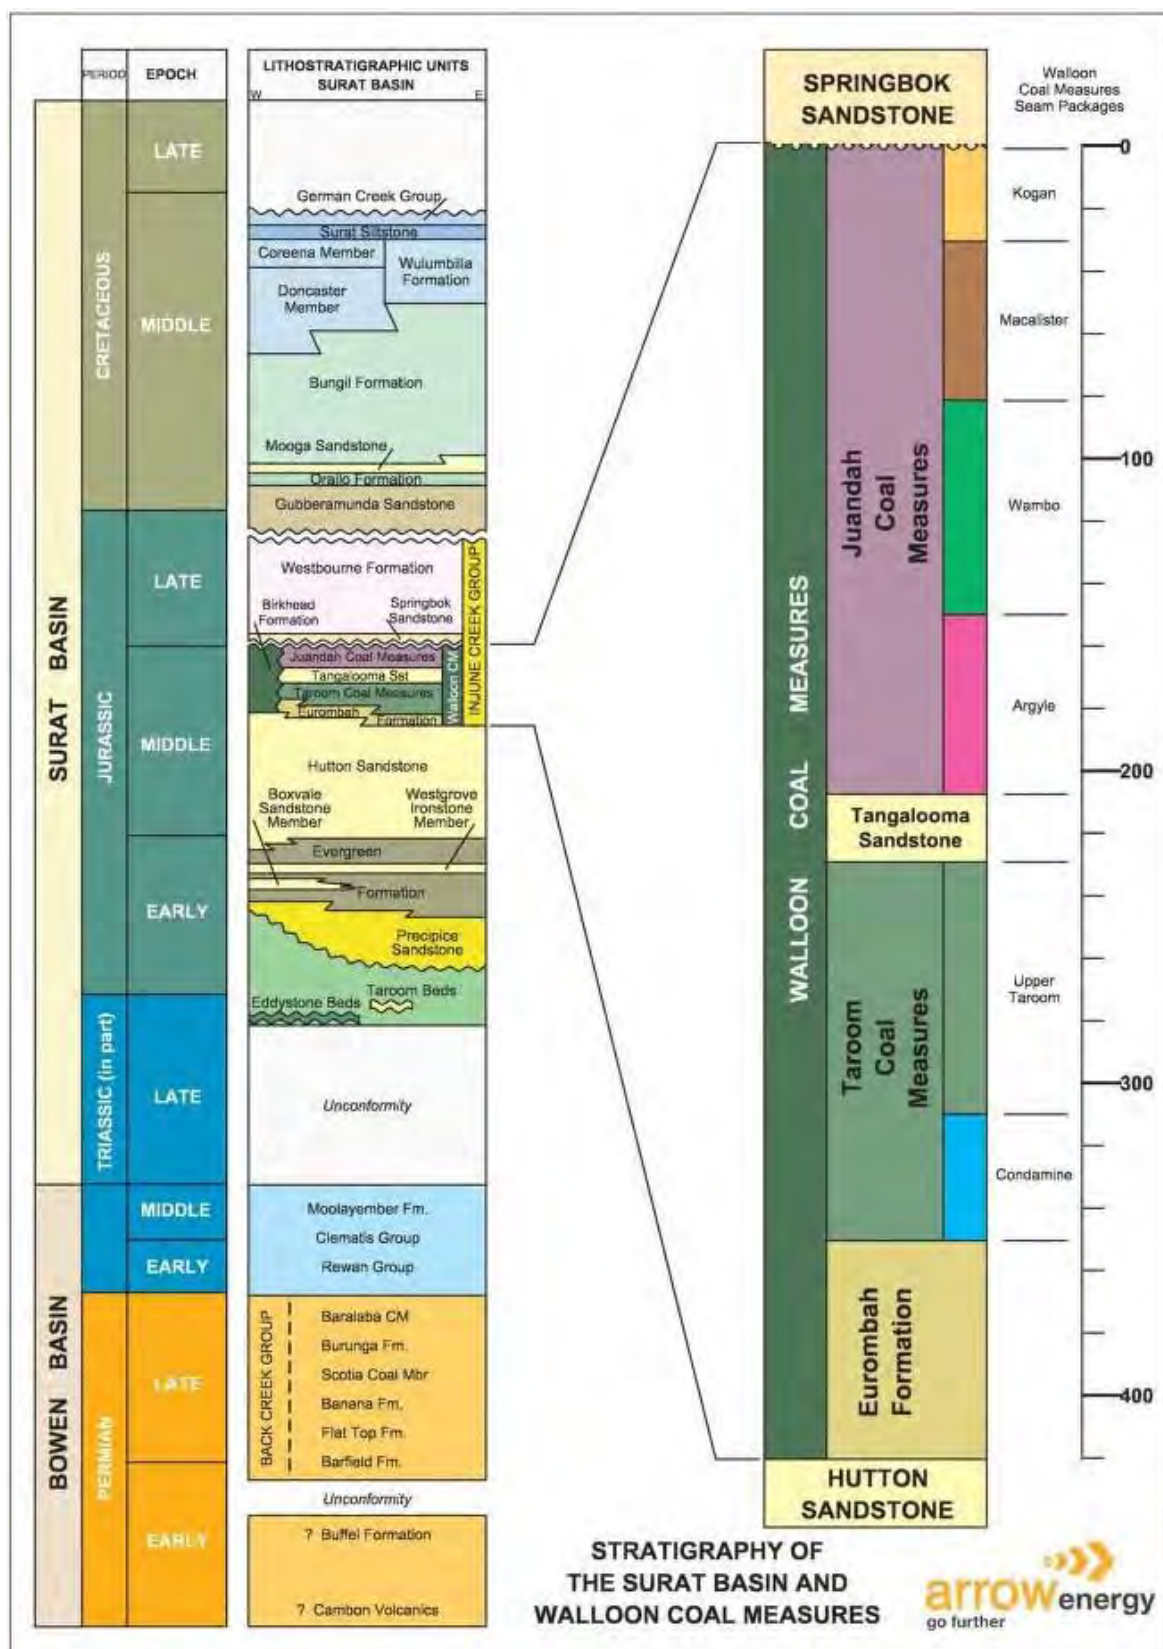 PERIOD
EPOCH
LITHOSTRATIGRAPHIC UNITS
SURAT BASIN
W
E
SURAT BASIN
BOWEN BASIN
CRETACEOUS
JURASSIC
TRIASSIC (in part)
PERMIAN
LATE
MIDDLE
LATE
MIDDLE
EARLY
LATE
MIDDLE
EARLY
LATE
EARLY
German Creek Group
Surat Siltstone
Coreena Member
Wulumbilla
Formation
Doncaster
Member
Bungil Formation
Mooga Sandstone
Orallo Formation
Gubberamunda Sandstone
Westbourne Formation
Birkhead
Formation
Springbok
Sandstone
Juandah Coal Measures
Tangalooma Sst
Taroom Coal Measures
Eurombah
Formation
Walloon CM
INJUNE CREEK GROUP
Hutton Sandstone
Boxvale
Sandstone
Member
Westgrove
Ironstone
Member
Evergreen
Formation
Precipice
Sandstone
Taroom Beds
Eddystone Beds
Unconformity
Moolayember Fm.
Clematis Group
Rewan Group
BACK CREEK GROUP
Baralaba CM
Burunga Fm.
Scotia Coal Mbr
Banana Fm.
Flat Top Fm.
Barfield Fm.
Unconformity
? Buffel Formation
? Cambon Volcanics
SPRINGBOK
SANDSTONE
Walloon
Coal Measures
Seam Packages
WALLOON COAL MEASURES
Juandah
Coal
Measures
Tangalooma
Sandstone
Taroom
Coal
Measures
Eurombah
Formation
HUTTON
SANDSTONE
Kogan
Macalister
Wambo
Argyle
Upper
Taroom
Condamine
0
100
200
300
400
STRATIGRAPHY OF
THE SURAT BASIN AND
WALLOON COAL MEASURES
arrowenergy
go further